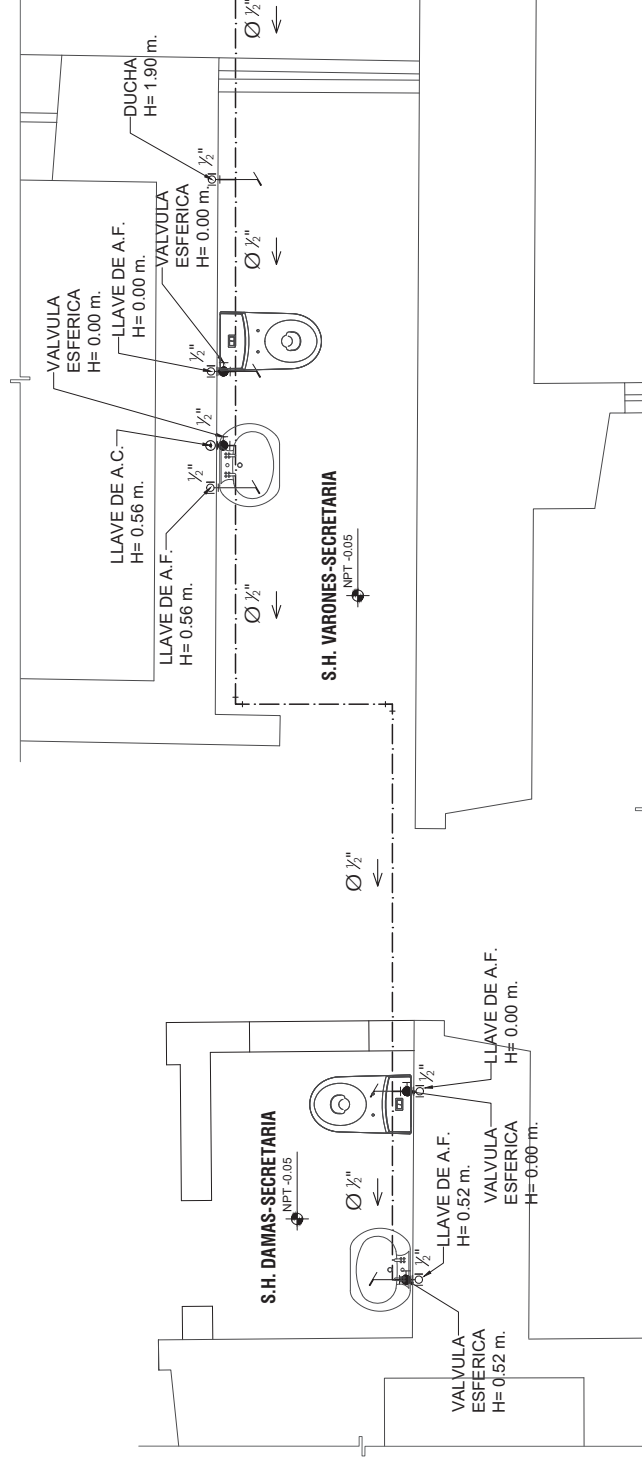 Ø ½"
DUCHA
H= 1.90 m.
½"
VALVULA
ESFERICA
H= 0.00 m.
Ø ½"
LLAVE DE A.F.
H= 0.00 m.
½"
VALVULA
ESFERICA
H= 0.00 m.
½"
LLAVE DE A.C.
H= 0.56 m.
½"
LLAVE DE A.F.
H= 0.56 m.
Ø ½"
S.H. VARONES-SECRETARIA
NPT -0.05
Ø ½"
S.H. DAMAS-SECRETARIA
NPT -0.05
Ø ½"
½"
LLAVE DE A.F.
H= 0.00 m.
VALVULA
ESFERICA
H= 0.00 m.
½"
LLAVE DE A.F.
H= 0.52 m.
VALVULA
ESFERICA
H= 0.52 m.